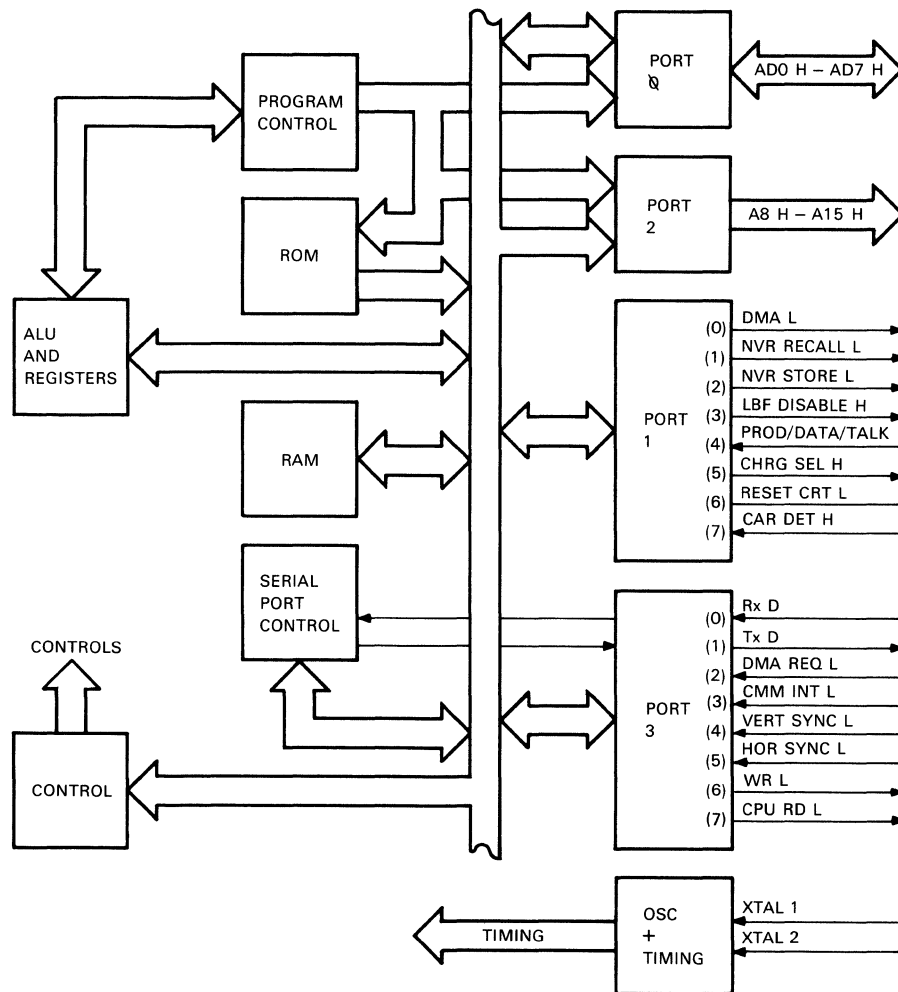 PROGRAM
CONTROL
PORT
0
AD0 H – AD7 H
ROM
PORT
2
A8 H – A15 H
ALU
AND
REGISTERS
RAM
PORT
1
(0) DMA L
(1) NVR RECALL L
(2) NVR STORE L
(3) LBF DISABLE H
(4) PROD/DATA/TALK
(5) CHRG SEL H
(6) RESET CRT L
(7) CAR DET H
SERIAL
PORT
CONTROL
CONTROLS
CONTROL
PORT
3
(0) Rx D
(1) Tx D
(2) DMA REQ L
(3) CMM INT L
(4) VERT SYNC L
(5) HOR SYNC L
(6) WR L
(7) CPU RD L
TIMING
OSC
+
TIMING
XTAL 1
XTAL 2